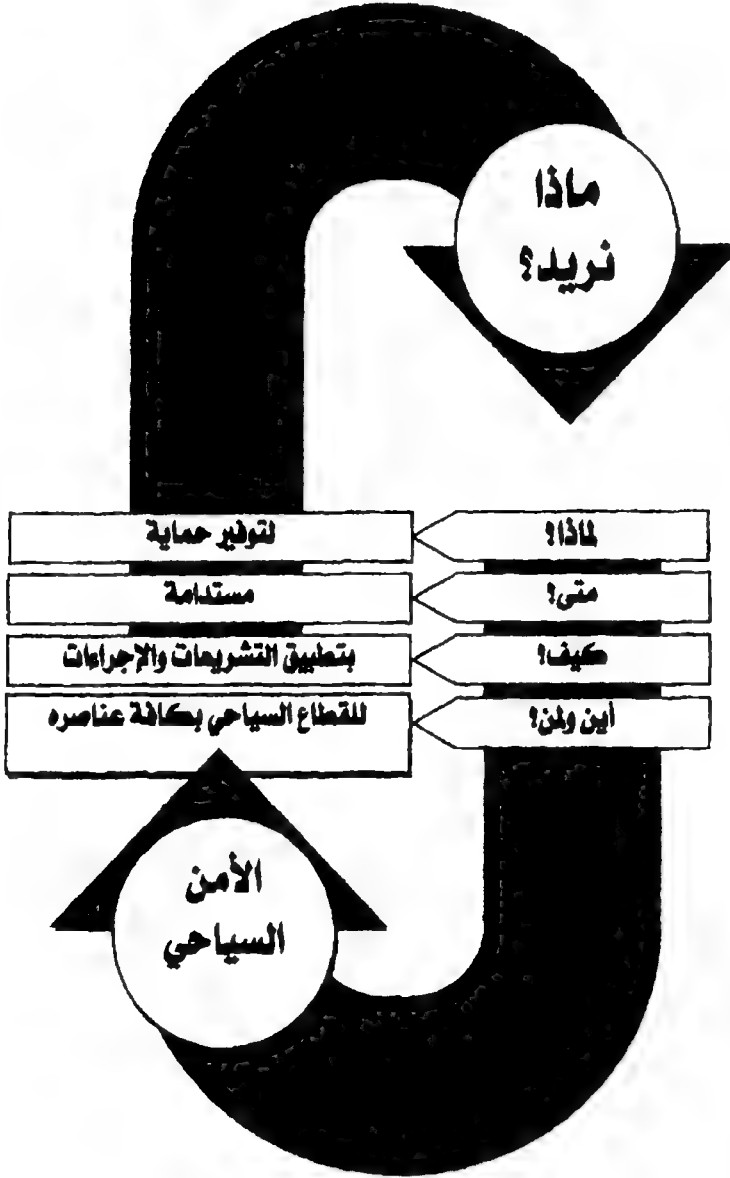 ماذا
نريد؟
لماذا؟
لتوفير حماية
متى؟
مستدامة
كيف؟
بتطبيق التشريعات والإجراءات
أين ولمن؟
للقطاع السياحي بكافة عناصره
الأمن
السياحي